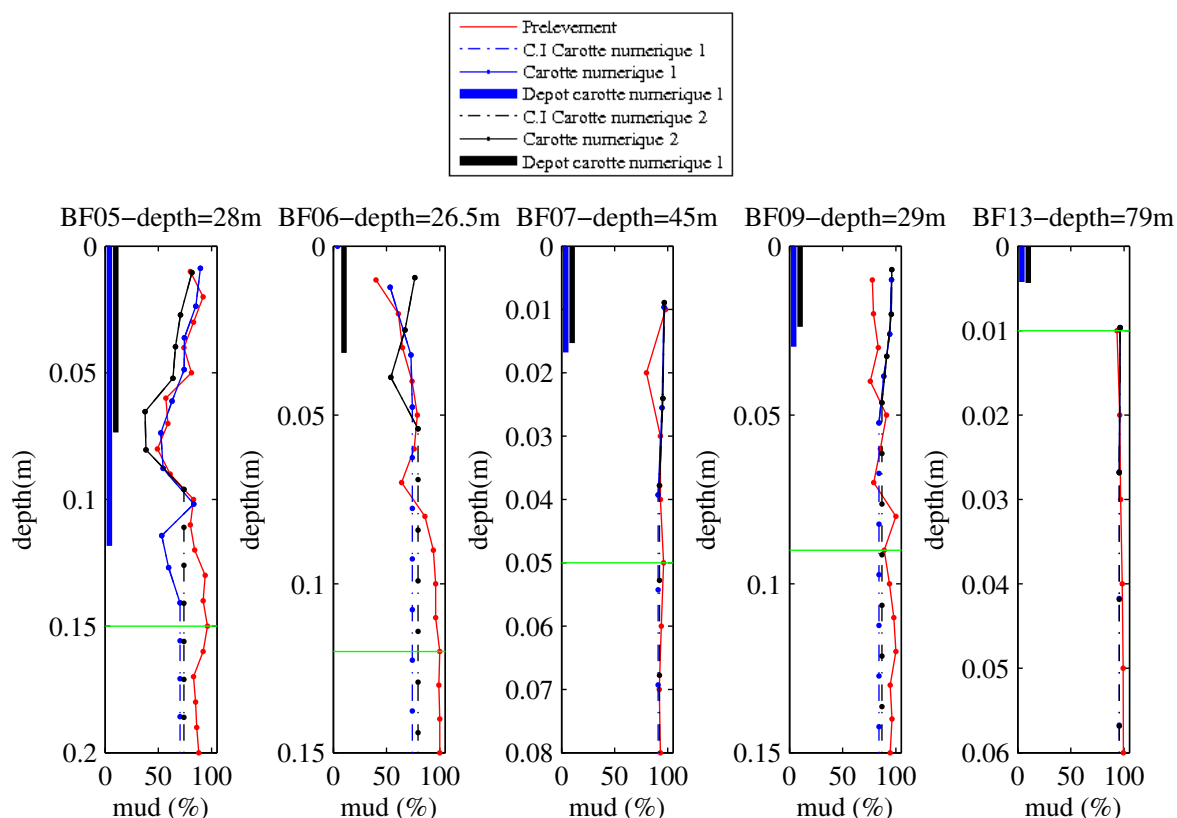 Prelevement
C.I Carotte numerique 1
Carotte numerique 1
Depot carotte numerique 1
C.I Carotte numerique 2
Carotte numerique 2
Depot carotte numerique 1
BF05−depth=28m
BF06−depth=26.5m
BF07−depth=45m
BF09−depth=29m
BF13−depth=79m
0
0.05
0.1
0.15
0.2
depth(m)
0 50 100
mud (%)
0
0.05
0.1
0.15
depth(m)
0 50 100
mud (%)
0
0.01
0.02
0.03
0.04
0.05
0.06
0.07
0.08
depth(m)
0 50 100
mud (%)
0
0.05
0.1
0.15
depth(m)
0 50 100
mud (%)
0
0.01
0.02
0.03
0.04
0.05
0.06
depth(m)
0 50 100
mud (%)